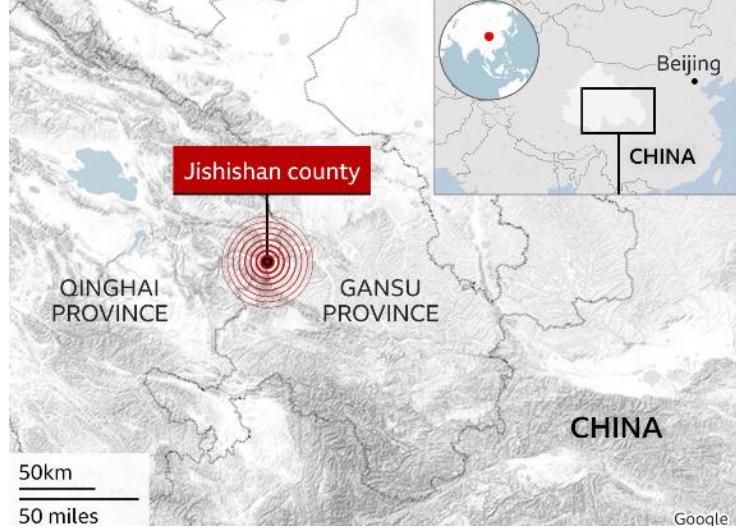 Beijing
CHINA
Jishishan county
QINGHAI
PROVINCE
GANSU
PROVINCE
CHINA
50km
50 miles
Google